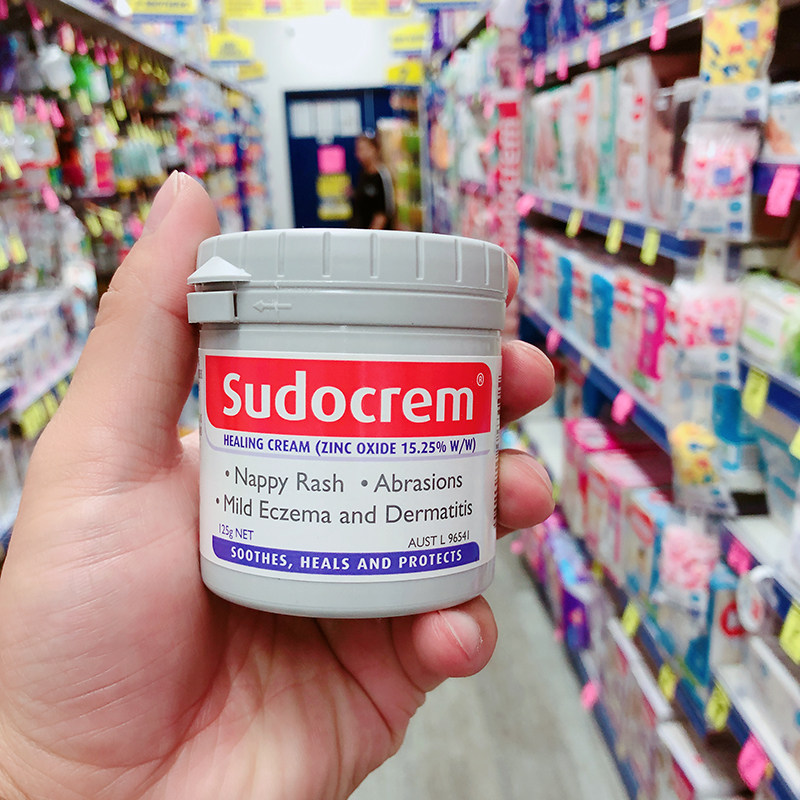 Sudocrem®
HEALING CREAM (ZINC OXIDE 15.25% W/W)
• Nappy Rash • Abrasions
• Mild Eczema and Dermatitis
125g NET
AUST L 96541
SOOTHES, HEALS AND PROTECTS